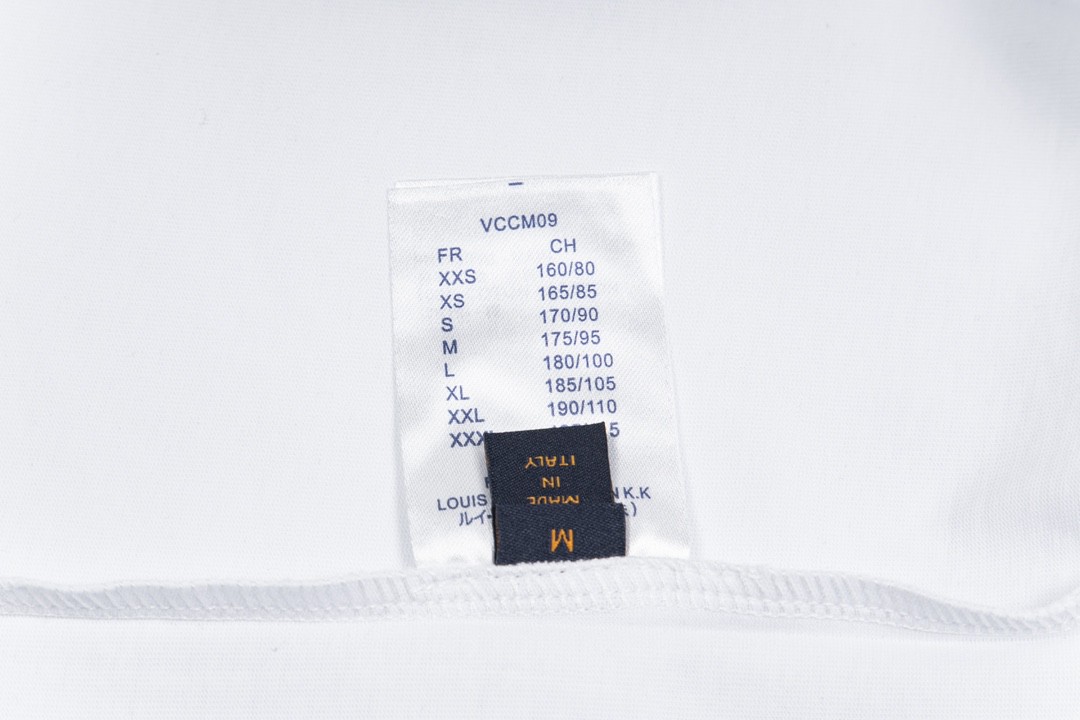 VCCM09
FR CH
XXS 160/80
XS 165/85
S 170/90
M 175/95
L 180/100
XL 185/105
XXL 190/110
XXX
LOUIS K.K
ルイ
MADE
IN
ITALY
M